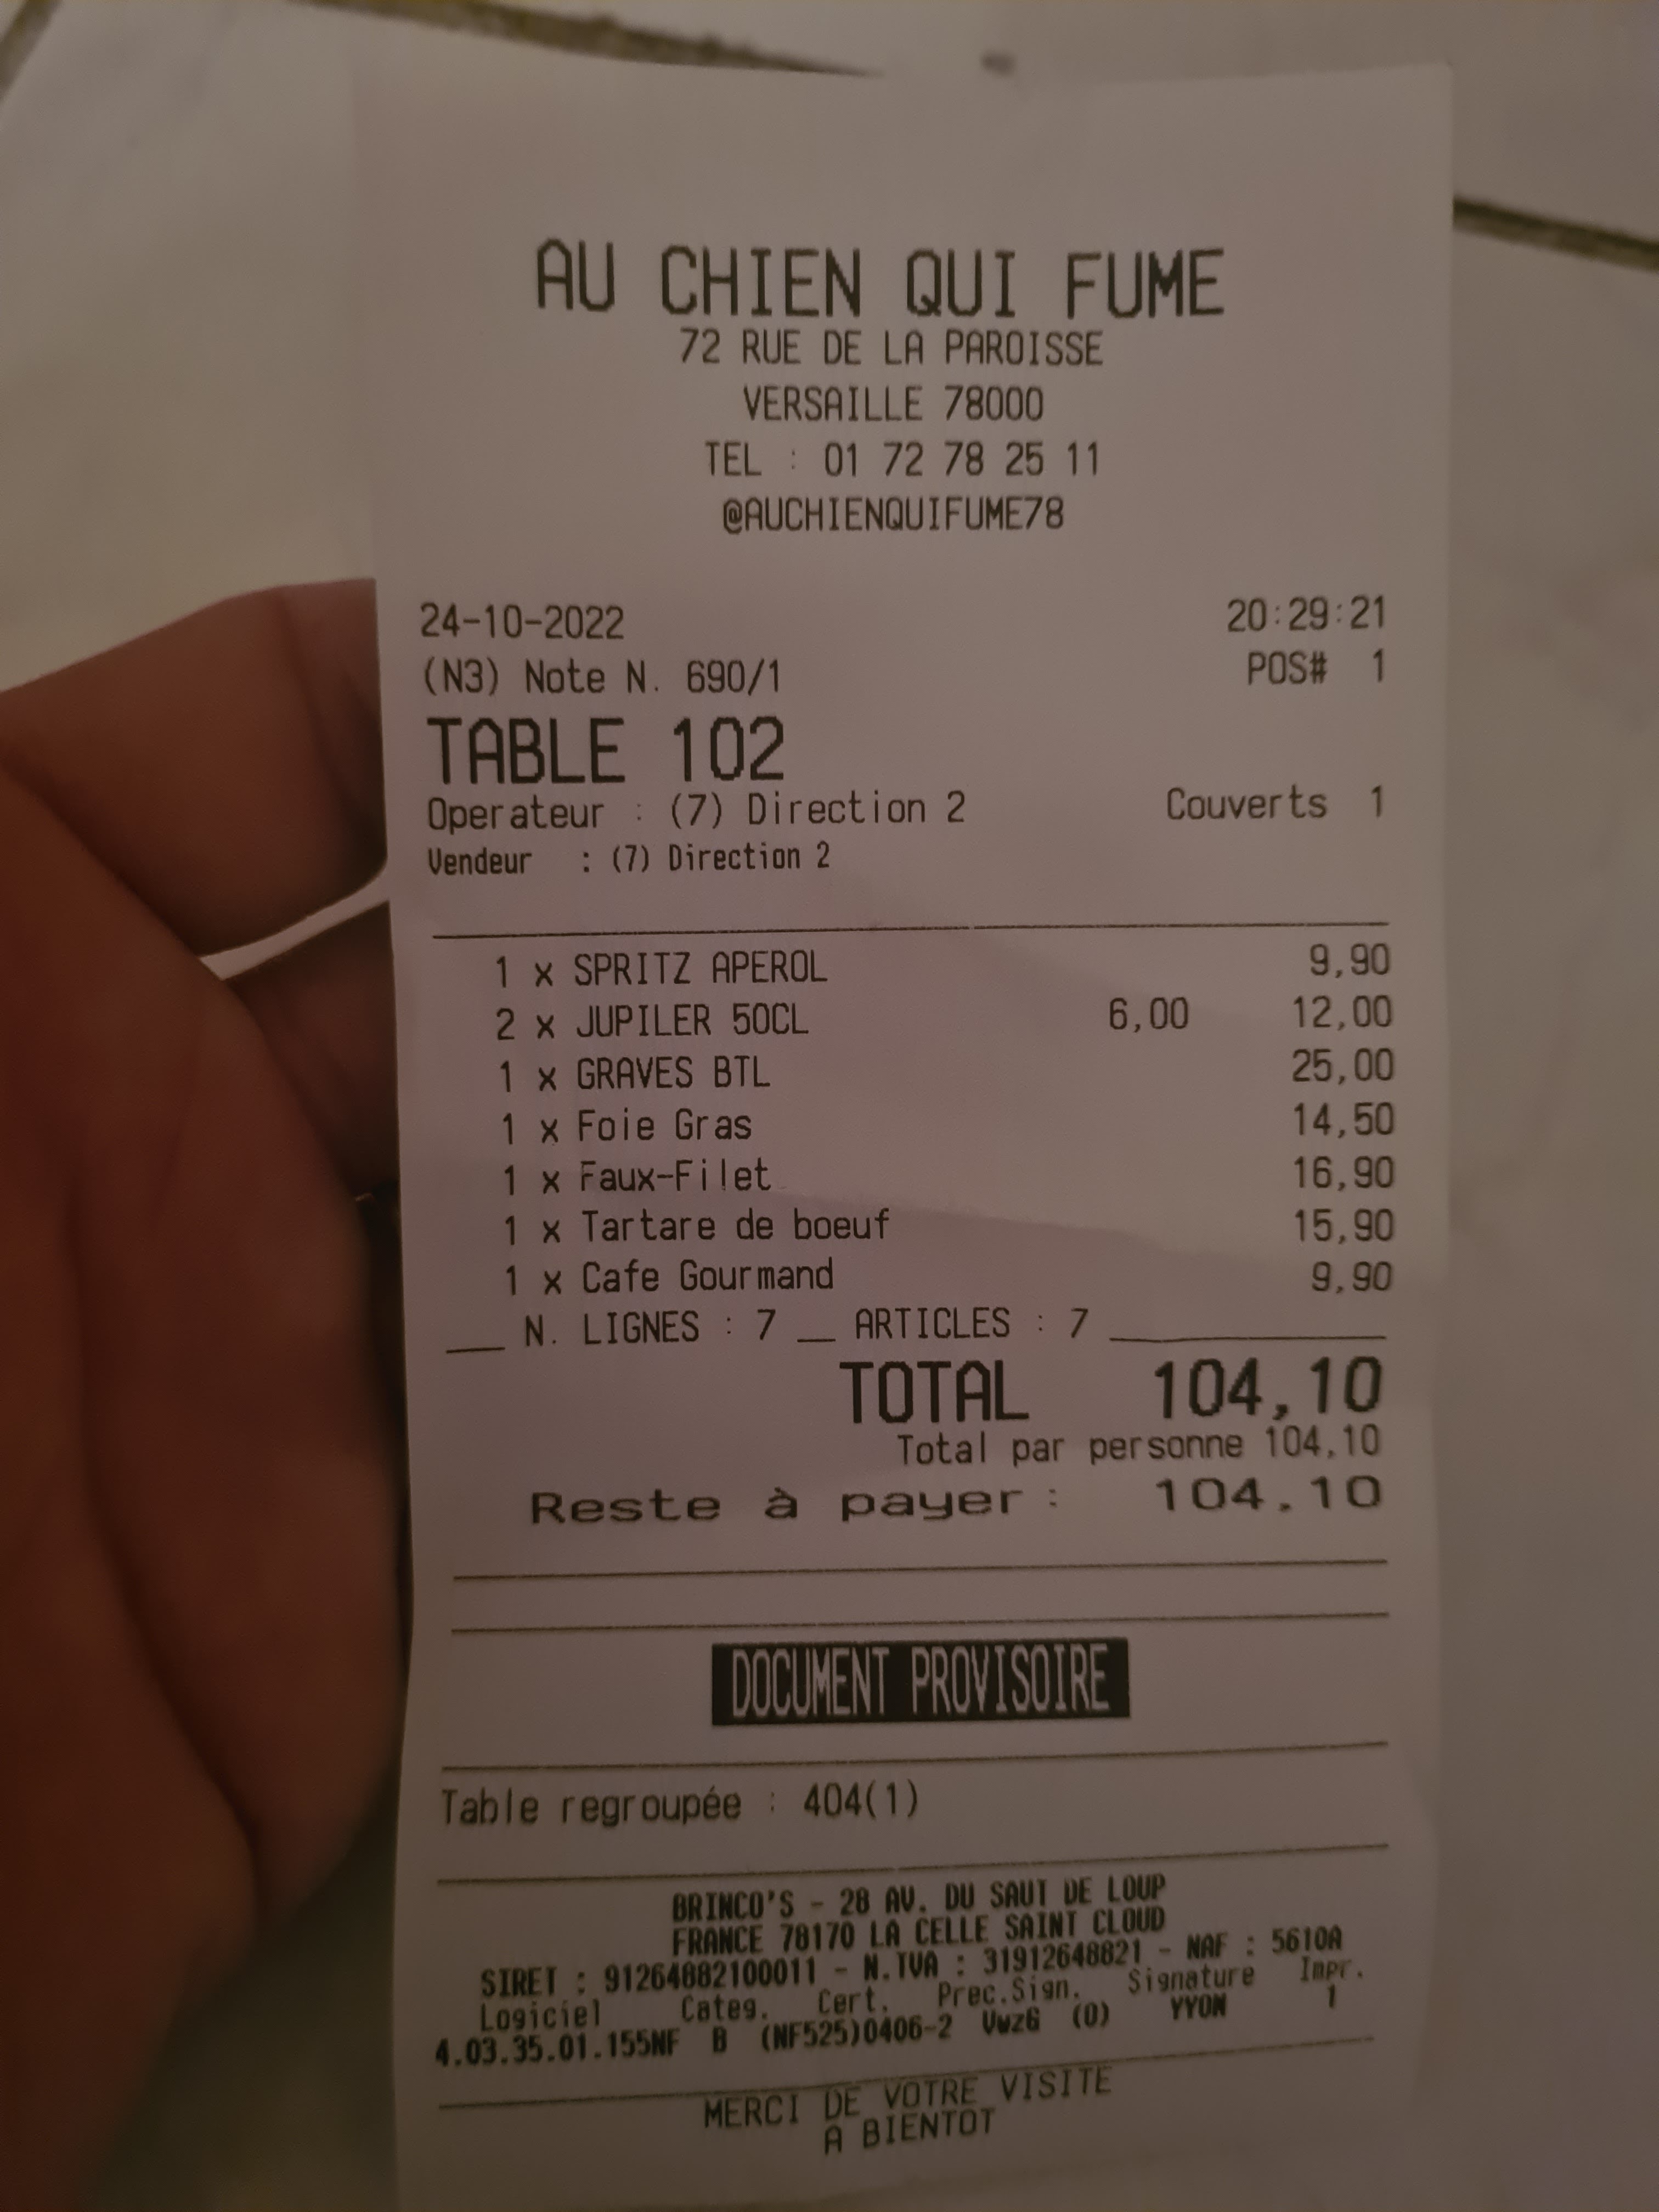 AU CHIEN QUI FUME
72 RUE DE LA PAROISSE
VERSAILLE 78000
TEL : 01 72 78 25 11
@AUCHIENQUIFUME78
24-10-2022 20:29:21
(N3) Note N. 690/1 POS# 1
TABLE 102
Operateur : (7) Direction 2 Couverts 1
Vendeur : (7) Direction 2
1 x SPRITZ APEROL 9,90
2 x JUPILER 50CL 6,00 12,00
1 x GRAVES BTL 25,00
1 x Foie Gras 14,50
1 x Faux-Filet 16,90
1 x Tartare de boeuf 15,90
1 x Cafe Gourmand 9,90
N. LIGNES : 7 __ ARTICLES : 7
TOTAL 104,10
Total par personne 104,10
Reste à payer: 104.10
DOCUMENT PROVISOIRE
Table regroupée : 404(1)
BRINCO'S - 28 AV. DU SAUT DE LOUP
FRANCE 78170 LA CELLE SAINT CLOUD
SIRET : 91264882100011 - N.TVA : 31912648821 - NAF : 5610A
Logiciel Categ. Cert. Prec.Sign. Signature Impr.
4.03.35.01.155NF B (NF525)0406-2 VwzG (0) YYON 1
MERCI DE VOTRE VISITE
A BIENTOT